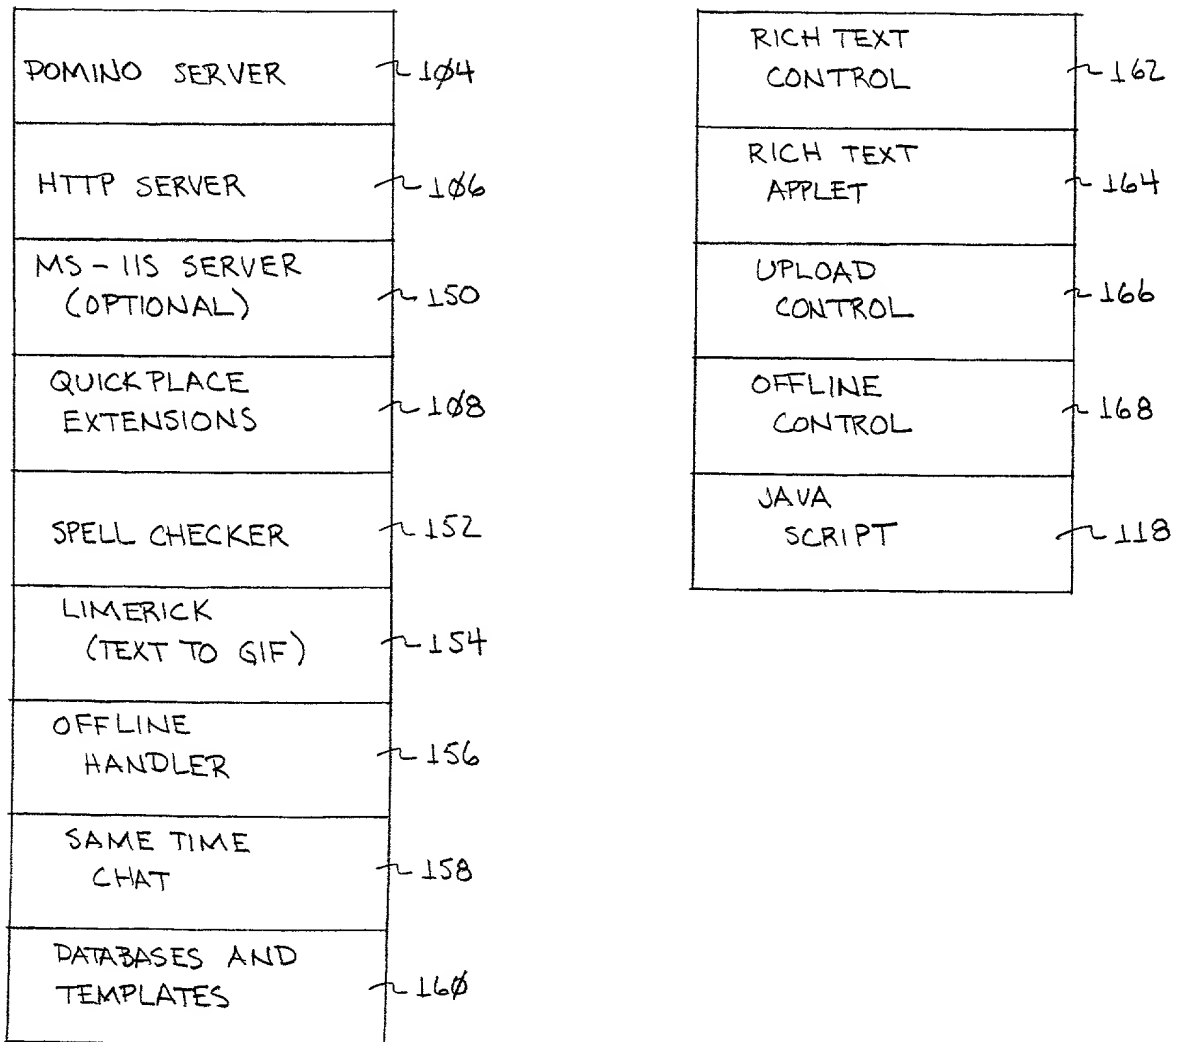 DOMINO SERVER 104
HTTP SERVER 106
MS-IIS SERVER
(OPTIONAL) 150
QUICKPLACE
EXTENSIONS 108
SPELL CHECKER 152
LIMERICK
(TEXT TO GIF) 154
OFFLINE
HANDLER 156
SAME TIME
CHAT 158
DATABASES AND
TEMPLATES 160
RICH TEXT
CONTROL 162
RICH TEXT
APPLET 164
UPLOAD
CONTROL 166
OFFLINE
CONTROL 168
JAVA
SCRIPT 118